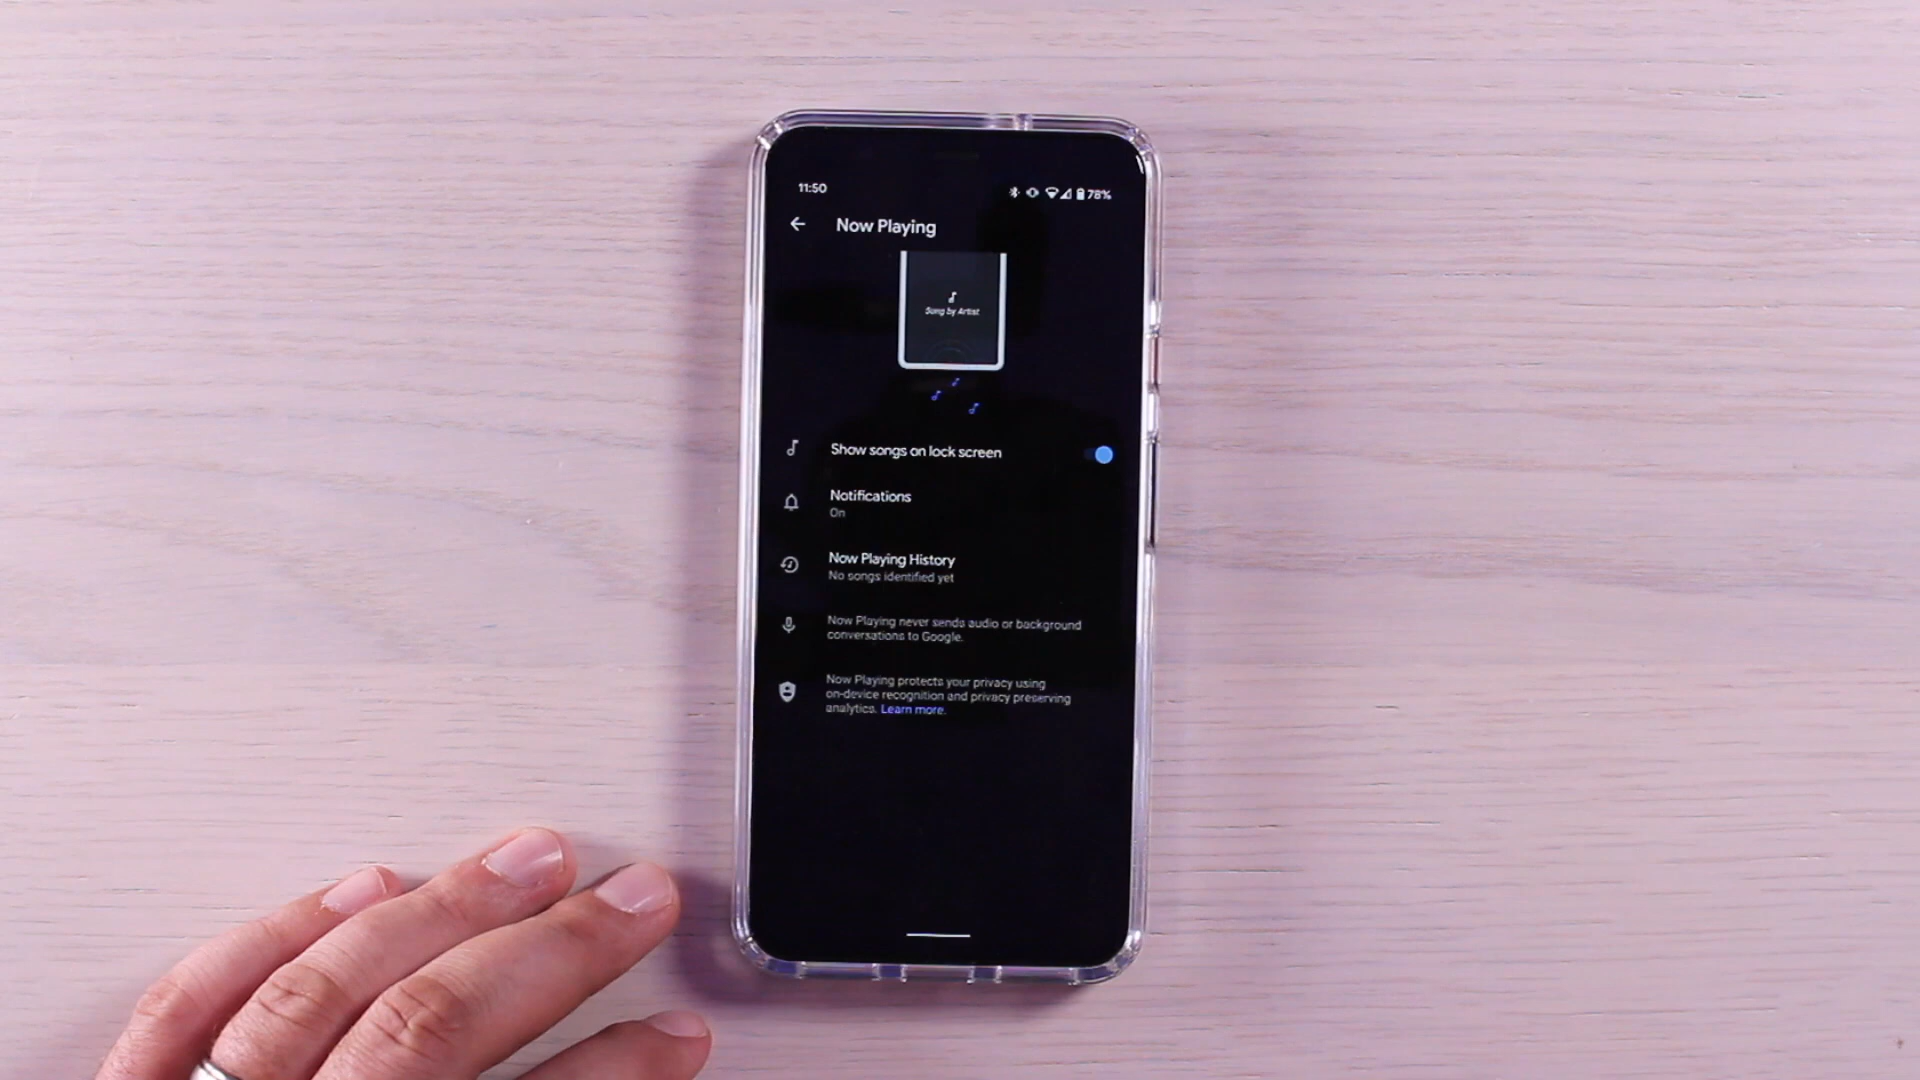 11:50
78%
Now Playing
Song by Artist
Show songs on lock screen
Notifications
On
Now Playing History
No songs identified yet
Now Playing never sends audio or background
conversations to Google.
Now Playing protects your privacy using
on-device recognition and privacy preserving
analytics. Learn more.